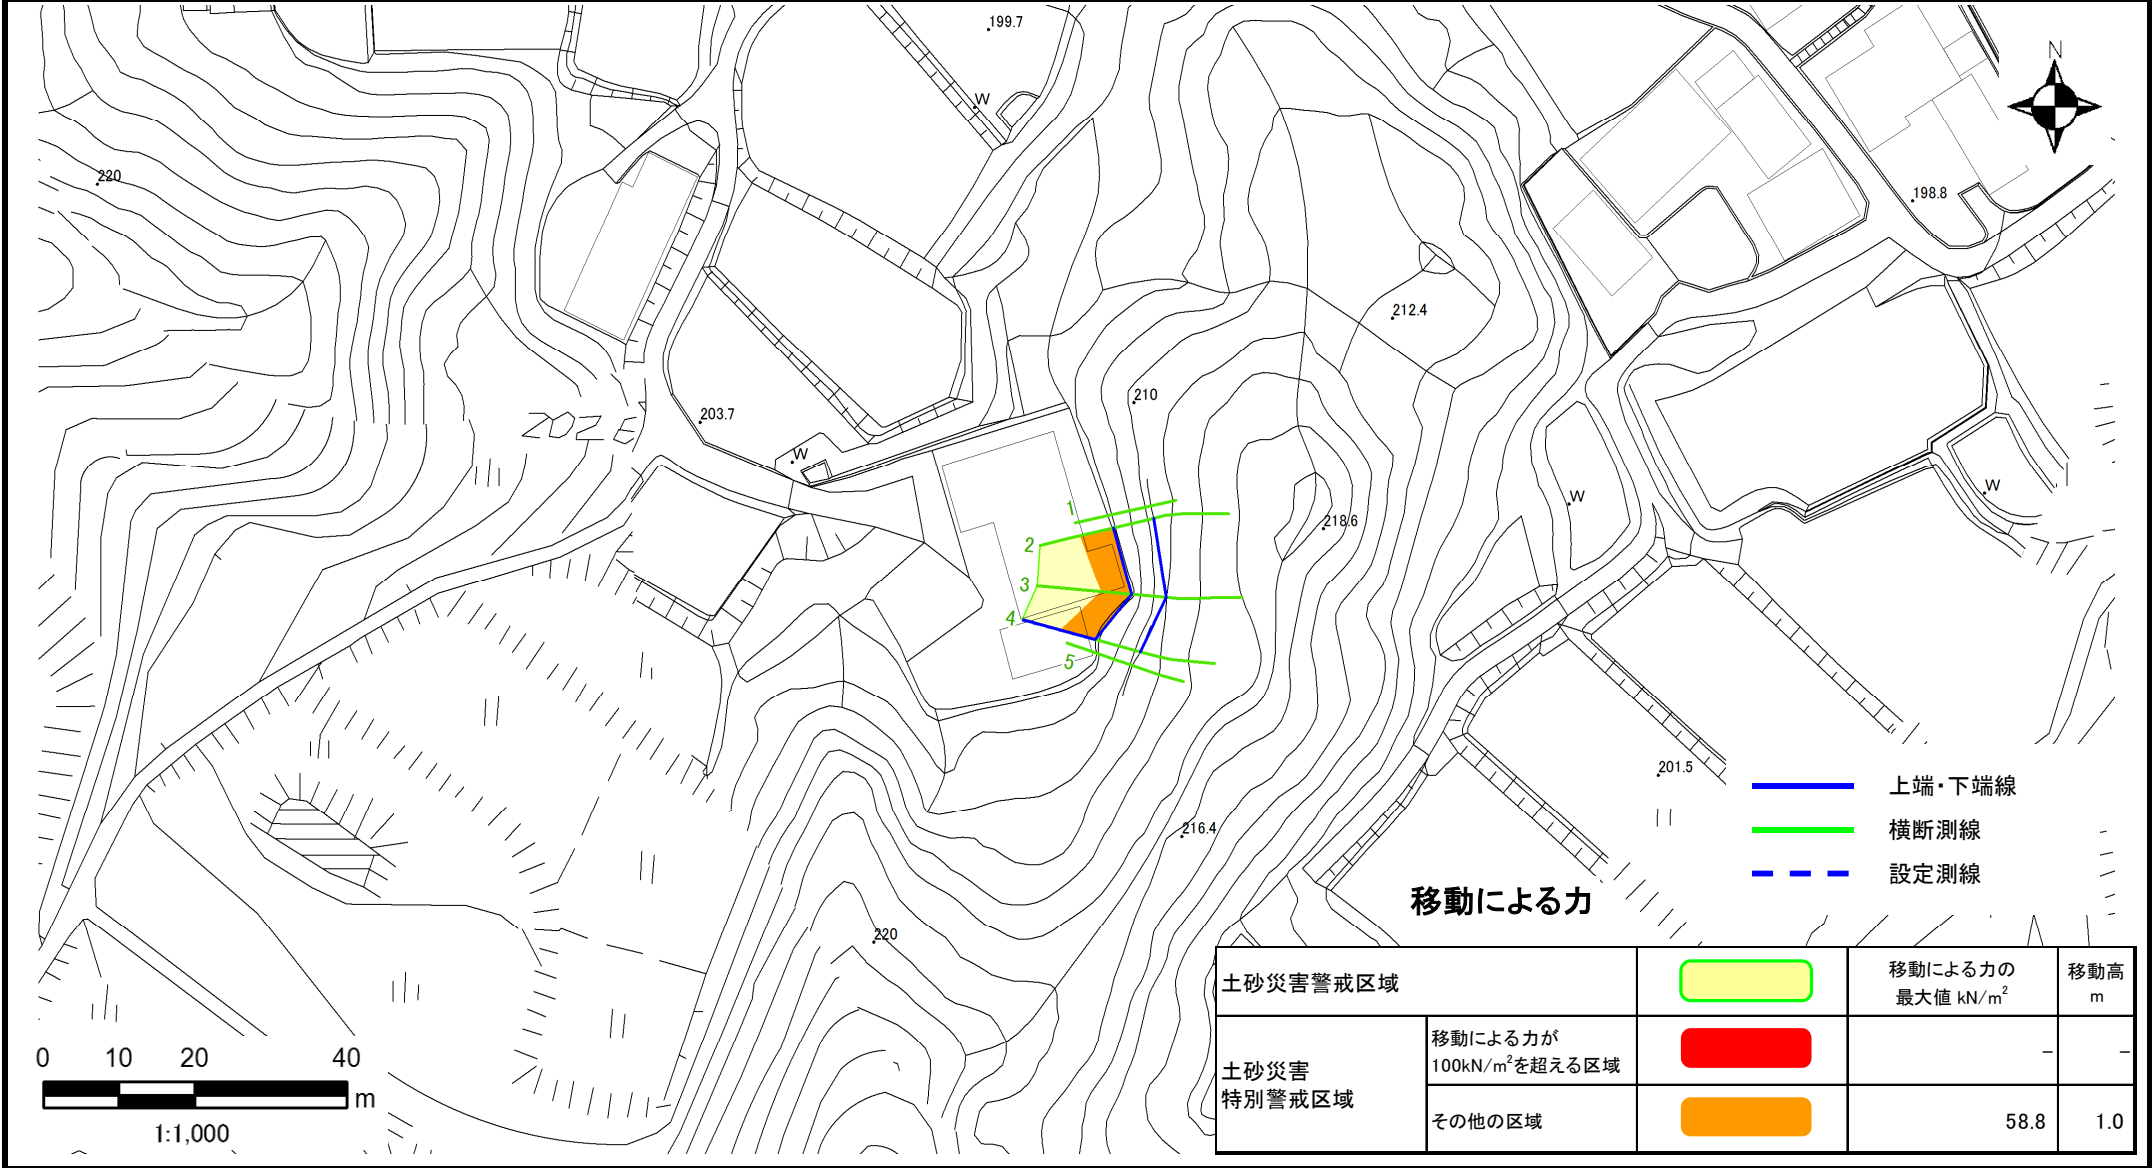 199.7
N
W
220
198.8
212.4
210
203.7
W
W
W
1
218.6
2
3
4
5
201.5
上端・下端線
216.4
横断測線
設定測線
移動による力
220
土砂災害警戒区域
移動による力の
最大値 kN/m²
移動高
m
0 10 20 40
m
1:1,000
土砂災害
特別警戒区域
移動による力が
100kN/m²を超える区域
－
－
その他の区域
58.8
1.0